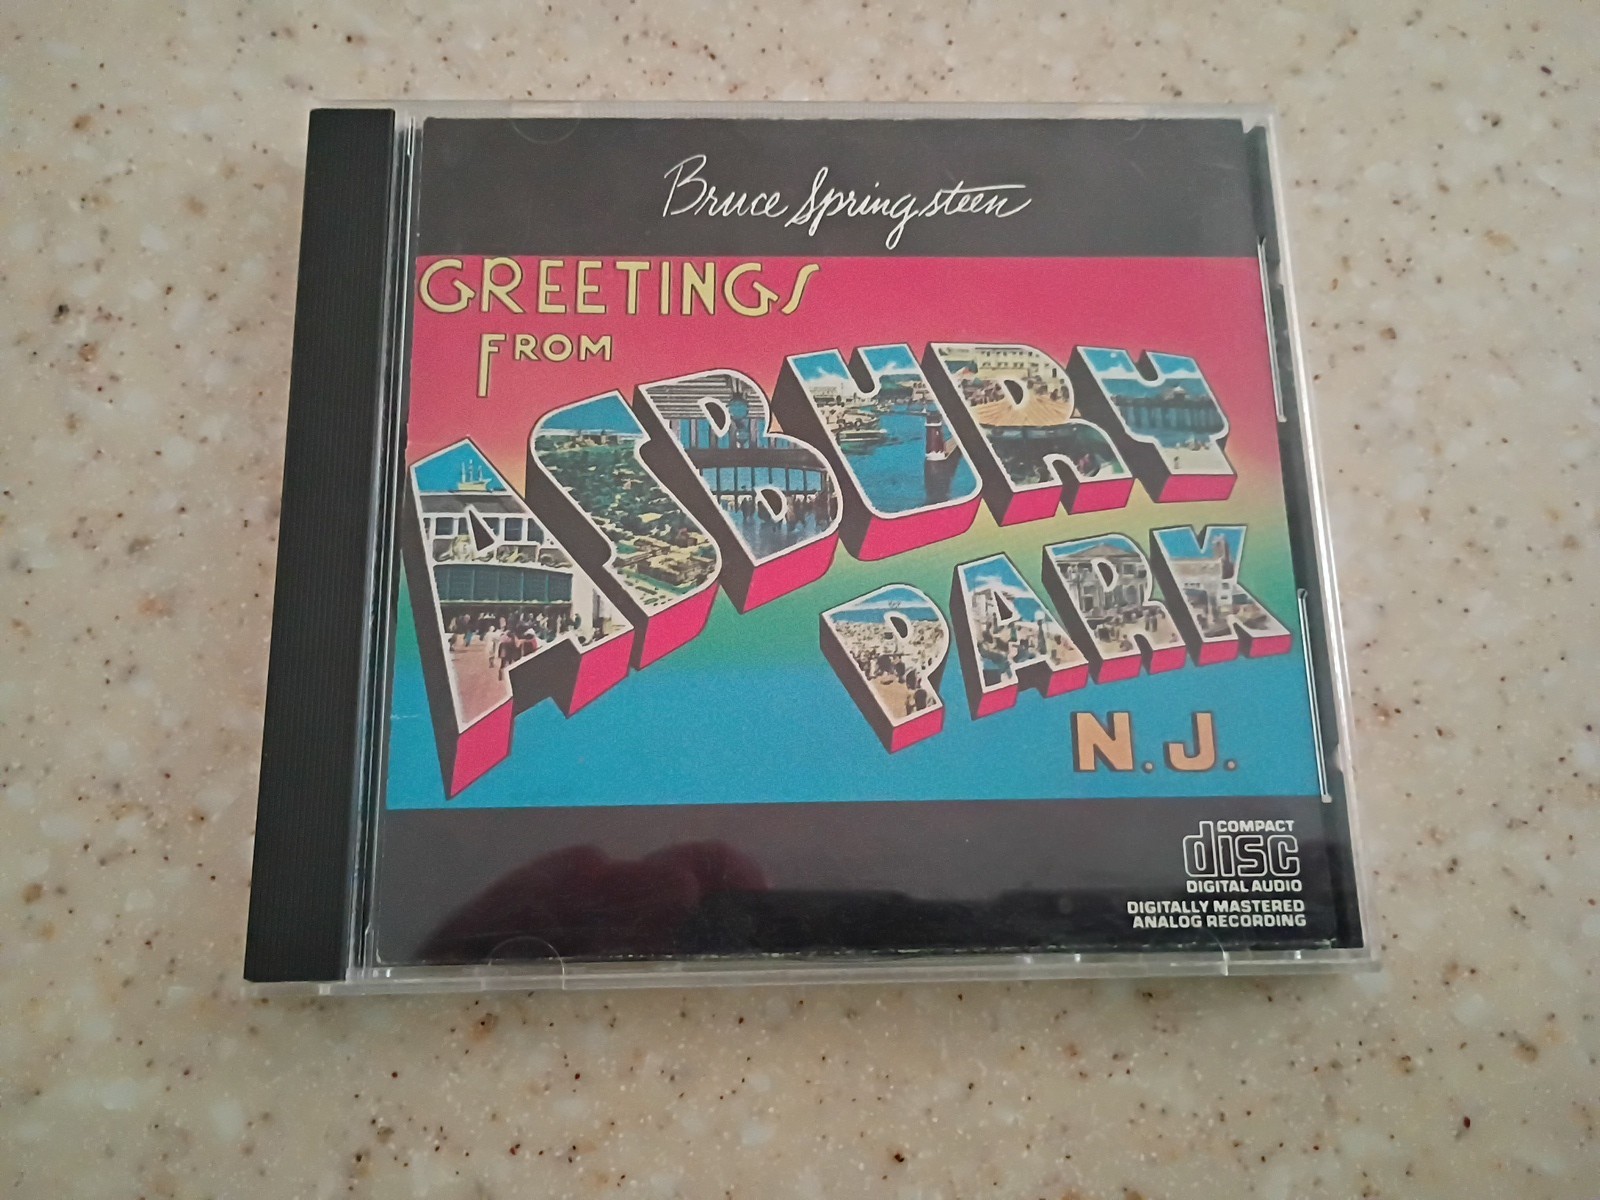 Bruce Springsteen
GREETINGS
FROM
ASBURY
PARK
N.J.
COMPACT
disc
DIGITAL AUDIO
DIGITALLY MASTERED
ANALOG RECORDING